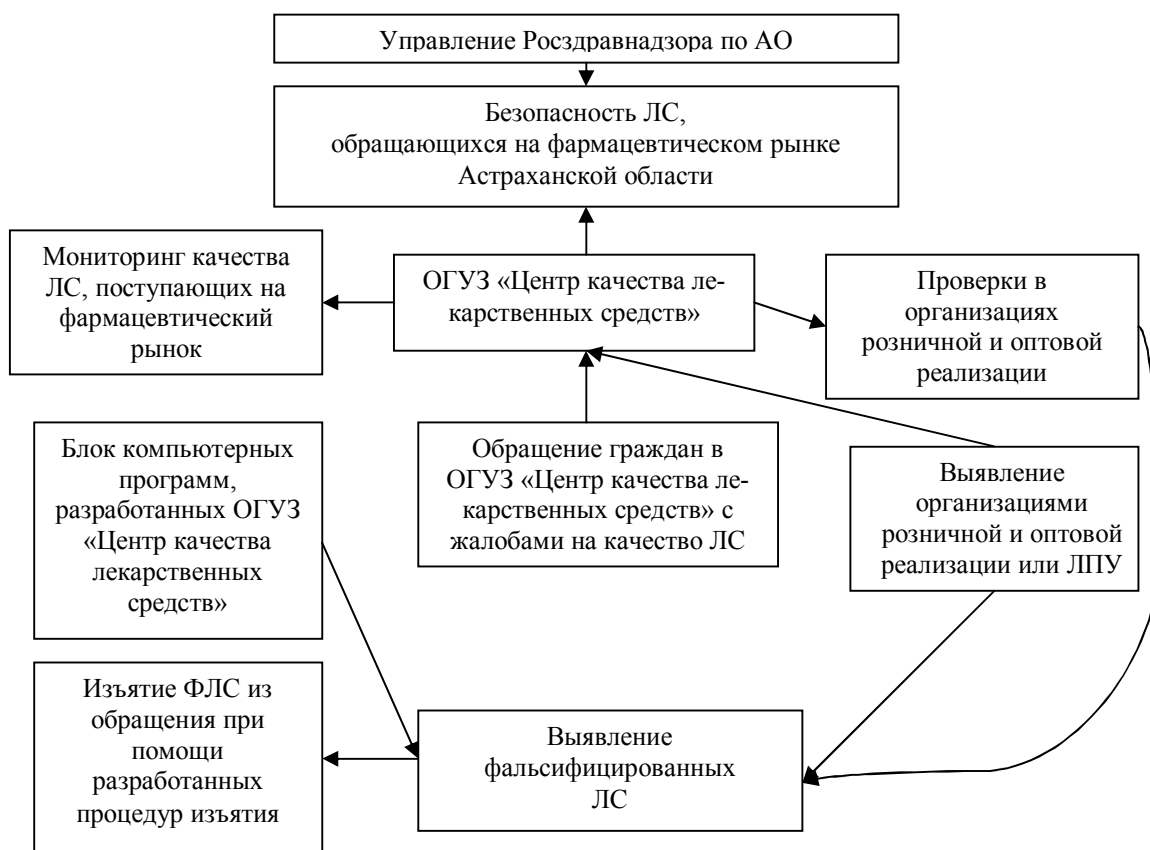 Управление Росздравнадзора по АО
Безопасность ЛС,
обращающихся на фармацевтическом рынке
Астраханской области
Мониторинг качества
ЛС, поступающих на
фармацевтический
рынок
ОГУЗ «Центр качества ле-
карственных средств»
Проверки в
организациях
розничной и оптовой
реализации
Блок компьютерных
программ,
разработанных ОГУЗ
«Центр качества
лекарственных
средств»
Обращение граждан в
ОГУЗ «Центр качества ле-
карственных средств» с
жалобами на качество ЛС
Выявление
организациями
розничной и оптовой
реализации или ЛПУ
Изъятие ФЛС из
обращения при
помощи
разработанных
процедур изъятия
Выявление
фальсифицированных
ЛС